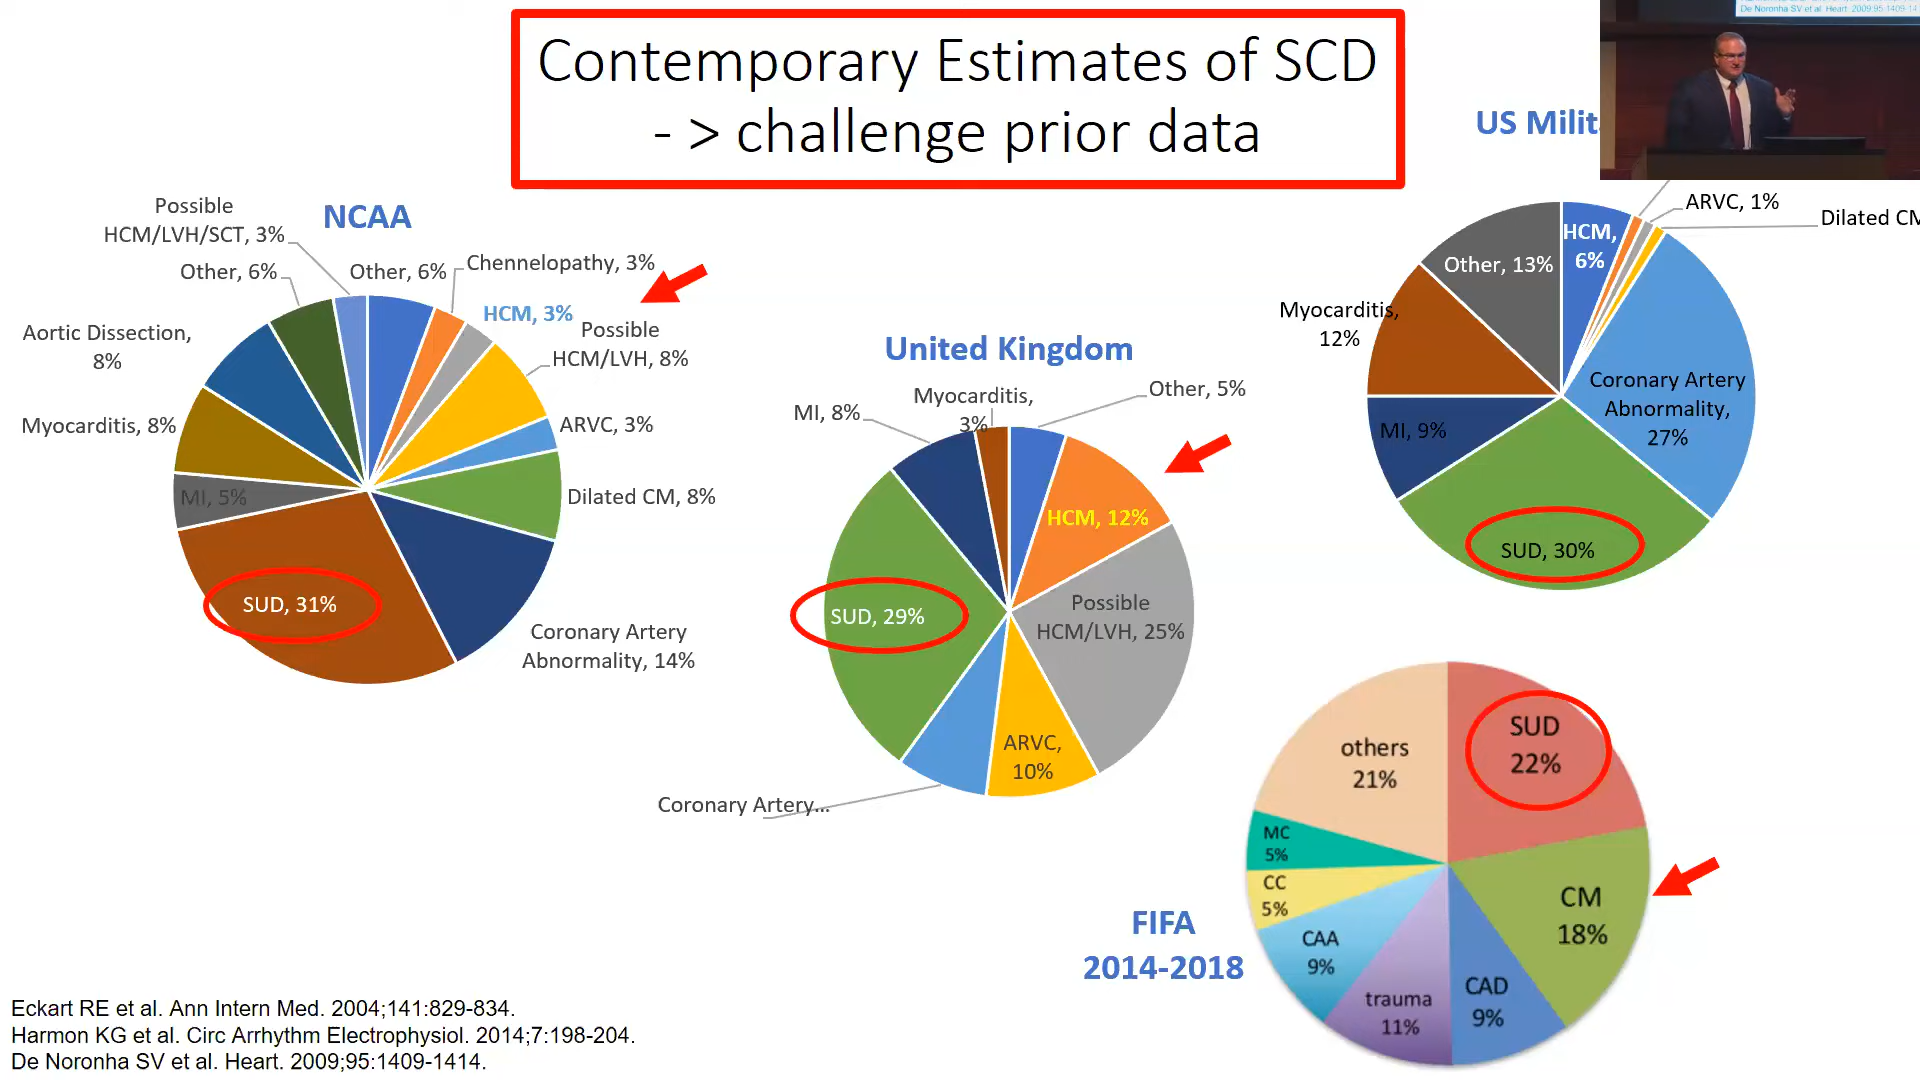 Contemporary Estimates of SCD
- > challenge prior data
De Noronha SV et al. Heart. 2009;95:1409-14
US Milit
NCAA
Possible
HCM/LVH/SCT, 3%
Other, 6%
Other, 6%
Chennelopathy, 3%
HCM, 3%
Possible
HCM/LVH, 8%
ARVC, 3%
Dilated CM, 8%
Coronary Artery
Abnormality, 14%
SUD, 31%
MI, 5%
Myocarditis, 8%
Aortic Dissection,
8%
United Kingdom
Myocarditis,
3%
Other, 5%
MI, 8%
HCM, 12%
Possible
HCM/LVH, 25%
ARVC,
10%
Coronary Artery...
SUD, 29%
ARVC, 1%
Dilated CM
HCM,
6%
Other, 13%
Myocarditis,
12%
Coronary Artery
Abnormality,
27%
MI, 9%
SUD, 30%
FIFA
2014-2018
SUD
22%
others
21%
MC
5%
CC
5%
CAA
9%
trauma
11%
CAD
9%
CM
18%
Eckart RE et al. Ann Intern Med. 2004;141:829-834.
Harmon KG et al. Circ Arrhythm Electrophysiol. 2014;7:198-204.
De Noronha SV et al. Heart. 2009;95:1409-1414.